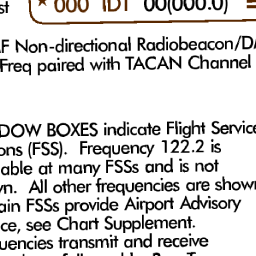 st * 000 IDT 00(000.0)
F Non-directional Radiobeacon/D
Freq paired with TACAN Channel
DOW BOXES indicate Flight Service
ons (FSS). Frequency 122.2 is
able at many FSSs and is not
n. All other frequencies are shown
ain FSSs provide Airport Advisory
ce, see Chart Supplement.
uencies transmit and receive